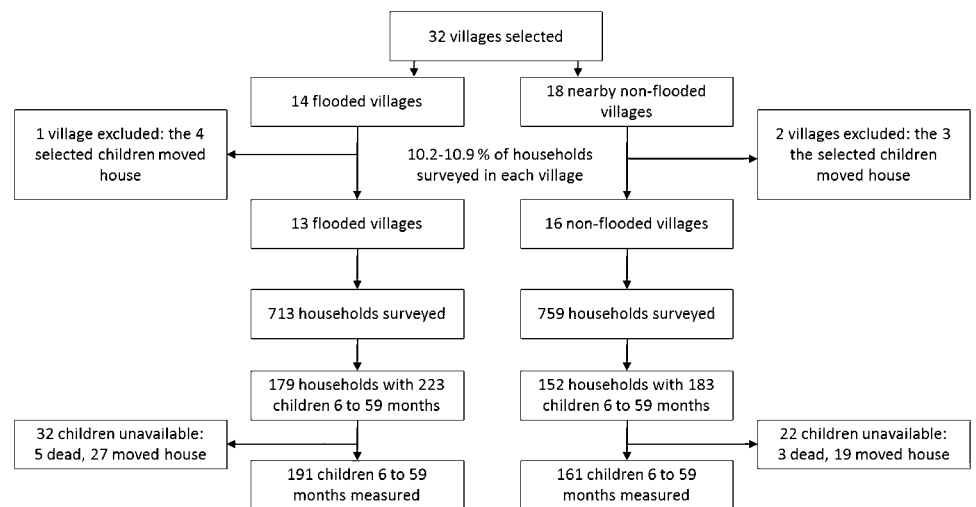 32 villages selected
14 flooded villages
18 nearby non-flooded
villages
1 village excluded: the 4
selected children moved
house
10.2-10.9 % of households
surveyed in each village
2 villages excluded: the 3
the selected children
moved house
13 flooded villages
16 non-flooded villages
713 households surveyed
759 households surveyed
179 households with 223
children 6 to 59 months
152 households with 183
children 6 to 59 months
32 children unavailable:
5 dead, 27 moved house
22 children unavailable:
3 dead, 19 moved house
191 children 6 to 59
months measured
161 children 6 to 59
months measured